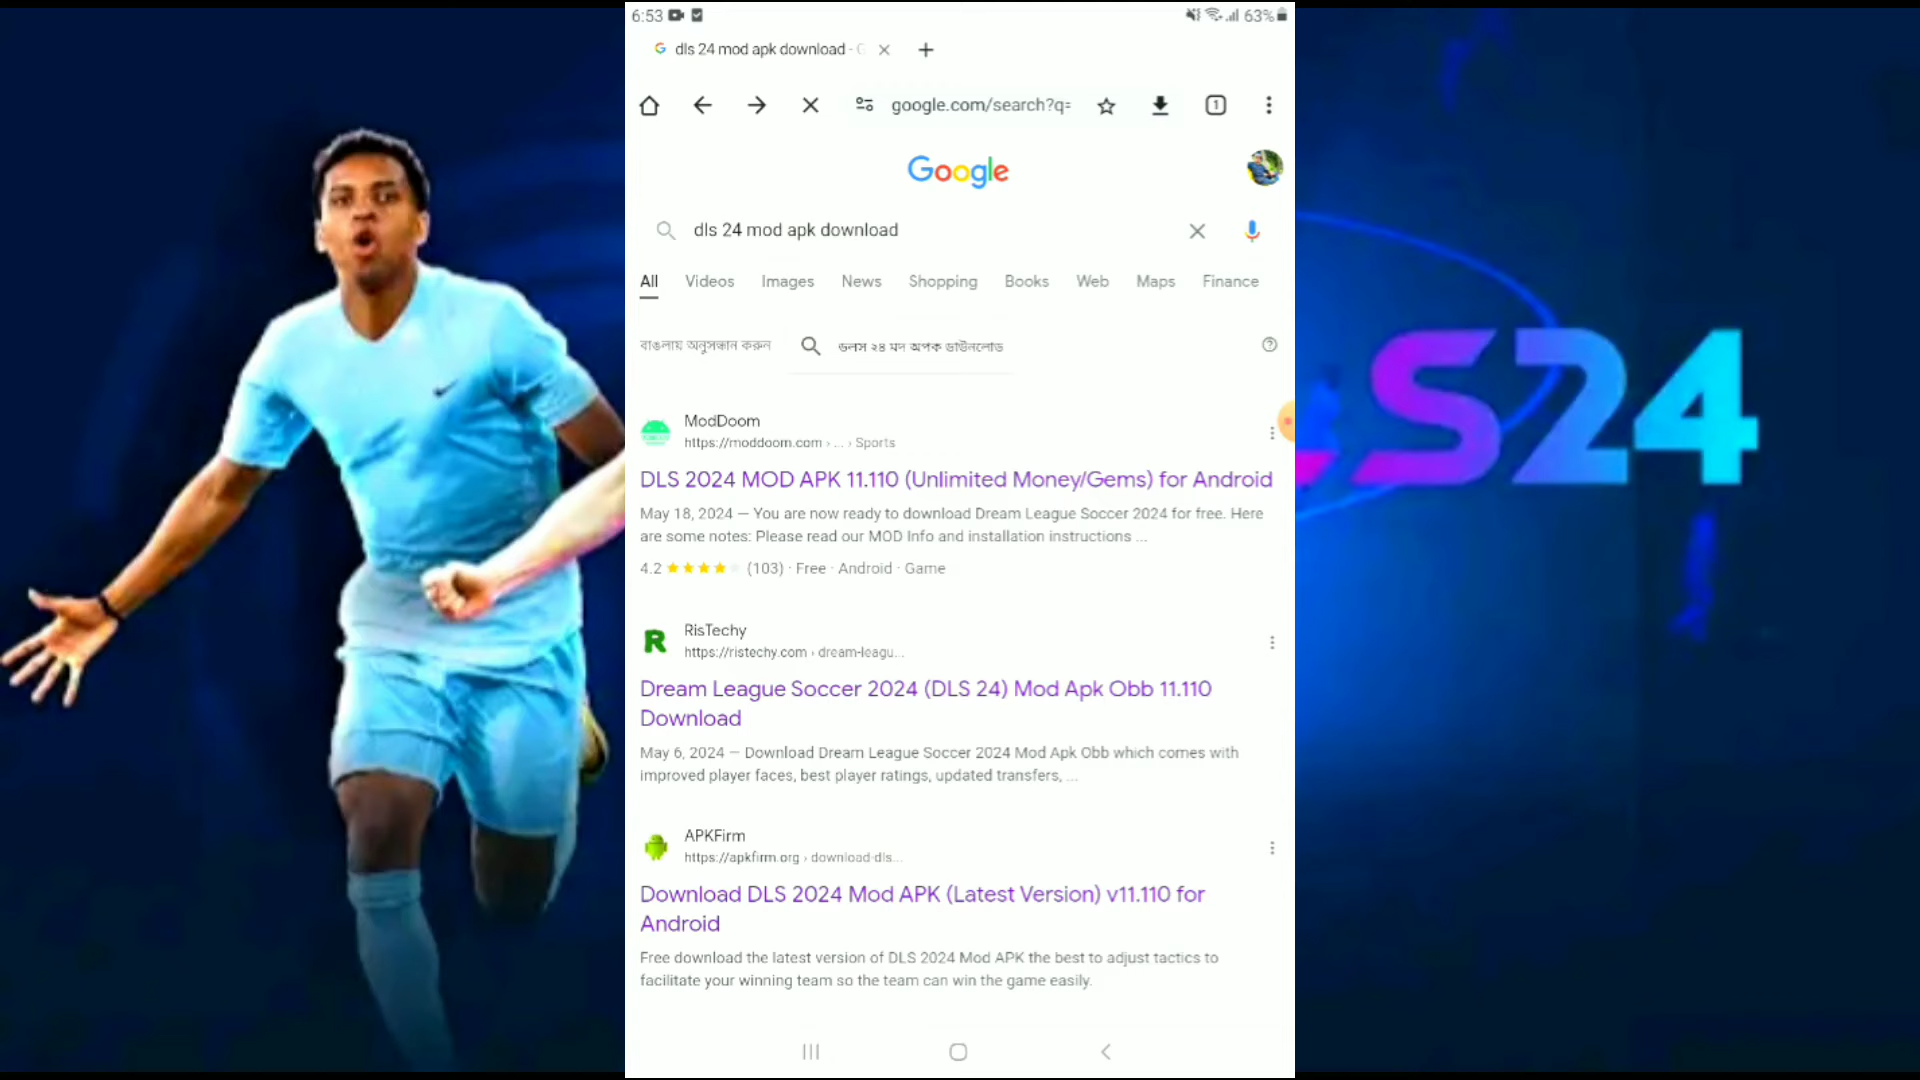 6:53
63%
dls 24 mod apk download - G
google.com/search?q=
1
Google
dls 24 mod apk download
All Videos Images News Shopping Books Web Maps Finance
বাঙলায় অনুসন্ধান করুন
ডলস ২৪ মদ অপক ডাউনলোড
ModDoom
https://moddoom.com › ... › Sports
DLS 2024 MOD APK 11.110 (Unlimited Money/Gems) for Android
May 18, 2024 — You are now ready to download Dream League Soccer 2024 for free. Here
are some notes: Please read our MOD Info and installation instructions ...
4.2 (103) · Free · Android · Game
R
RisTechy
https://ristechy.com › dream-leagu...
Dream League Soccer 2024 (DLS 24) Mod Apk Obb 11.110
Download
May 6, 2024 — Download Dream League Soccer 2024 Mod Apk Obb which comes with
improved player faces, best player ratings, updated transfers, ...
APKFirm
https://apkfirm.org › download-dls...
Download DLS 2024 Mod APK (Latest Version) v11.110 for
Android
Free download the latest version of DLS 2024 Mod APK the best to adjust tactics to
facilitate your winning team so the team can win the game easily.
S24